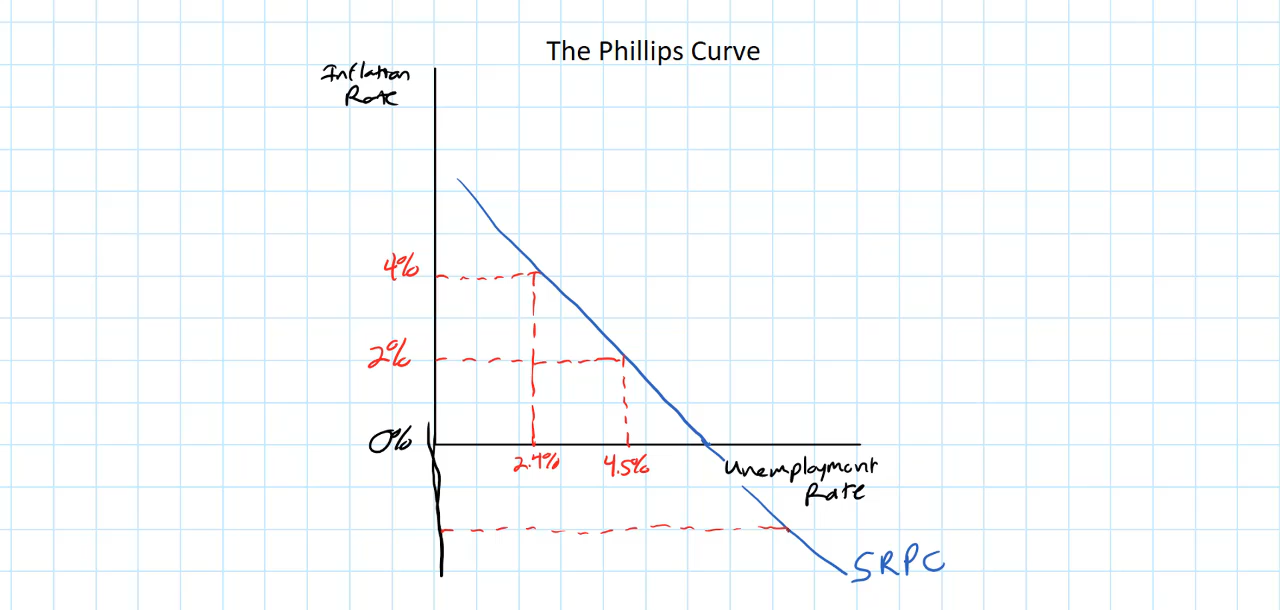 The Phillips Curve
Inflation
Rate
4%
2%
0%
2.4%
4.5%
Unemployment
Rate
SRPC